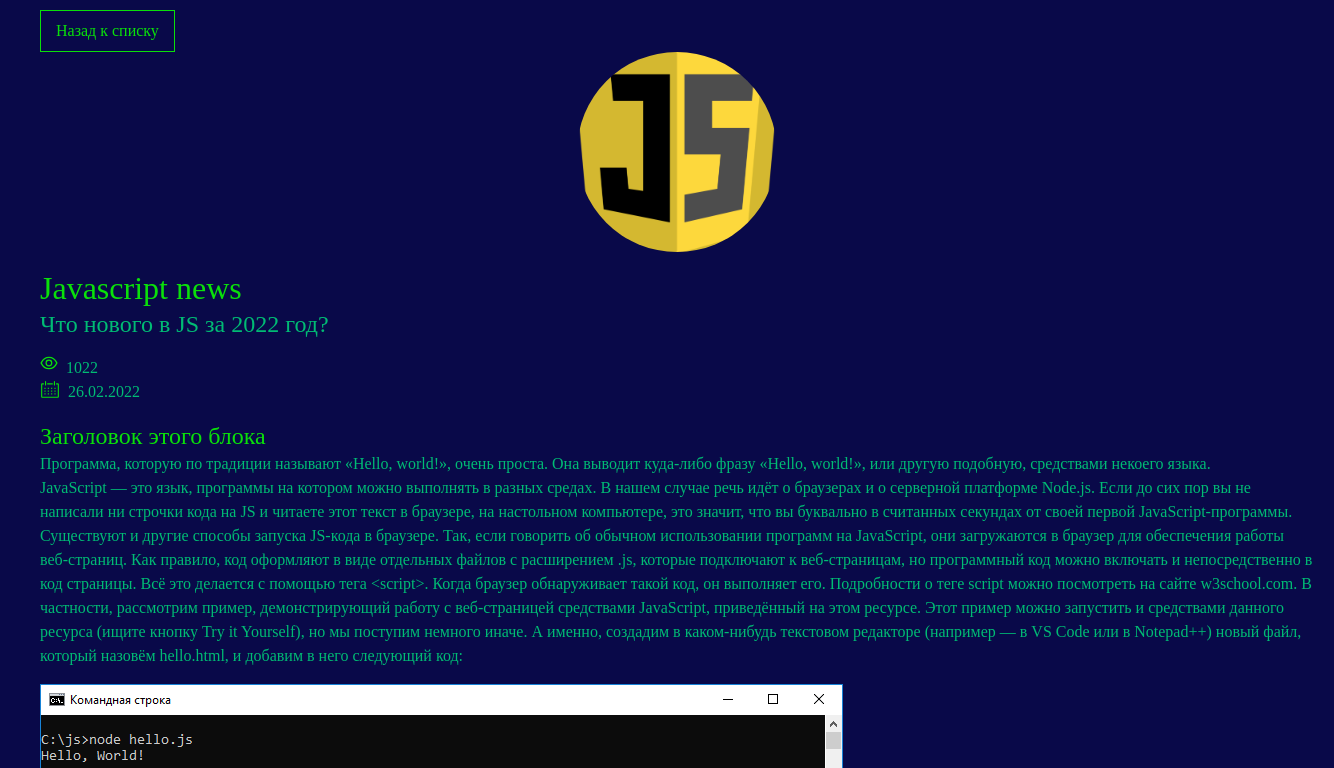 Назад к списку
JS
Javascript news
Что нового в JS за 2022 год?
1022
26.02.2022
Заголовок этого блока
Программа, которую по традиции называют «Hello, world!», очень проста. Она выводит куда-либо фразу «Hello, world!», или другую подобную, средствами некоего языка.
JavaScript — это язык, программы на котором можно выполнять в разных средах. В нашем случае речь идёт о браузерах и о серверной платформе Node.js. Если до сих пор вы не
написали ни строчки кода на JS и читаете этот текст в браузере, на настольном компьютере, это значит, что вы буквально в считанных секундах от своей первой JavaScript-программы.
Существуют и другие способы запуска JS-кода в браузере. Так, если говорить об обычном использовании программ на JavaScript, они загружаются в браузер для обеспечения работы
веб-страниц. Как правило, код оформляют в виде отдельных файлов с расширением .js, которые подключают к веб-страницам, но программный код можно включать и непосредственно в
код страницы. Всё это делается с помощью тега <script>. Когда браузер обнаруживает такой код, он выполняет его. Подробности о теге script можно посмотреть на сайте w3school.com. В
частности, рассмотрим пример, демонстрирующий работу с веб-страницей средствами JavaScript, приведённый на этом ресурсе. Этот пример можно запустить и средствами данного
ресурса (ищите кнопку Try it Yourself), но мы поступим немного иначе. А именно, создадим в каком-нибудь текстовом редакторе (например — в VS Code или в Notepad++) новый файл,
который назовём hello.html, и добавим в него следующий код:
Командная строка
C:\js>node hello.js
Hello, World!